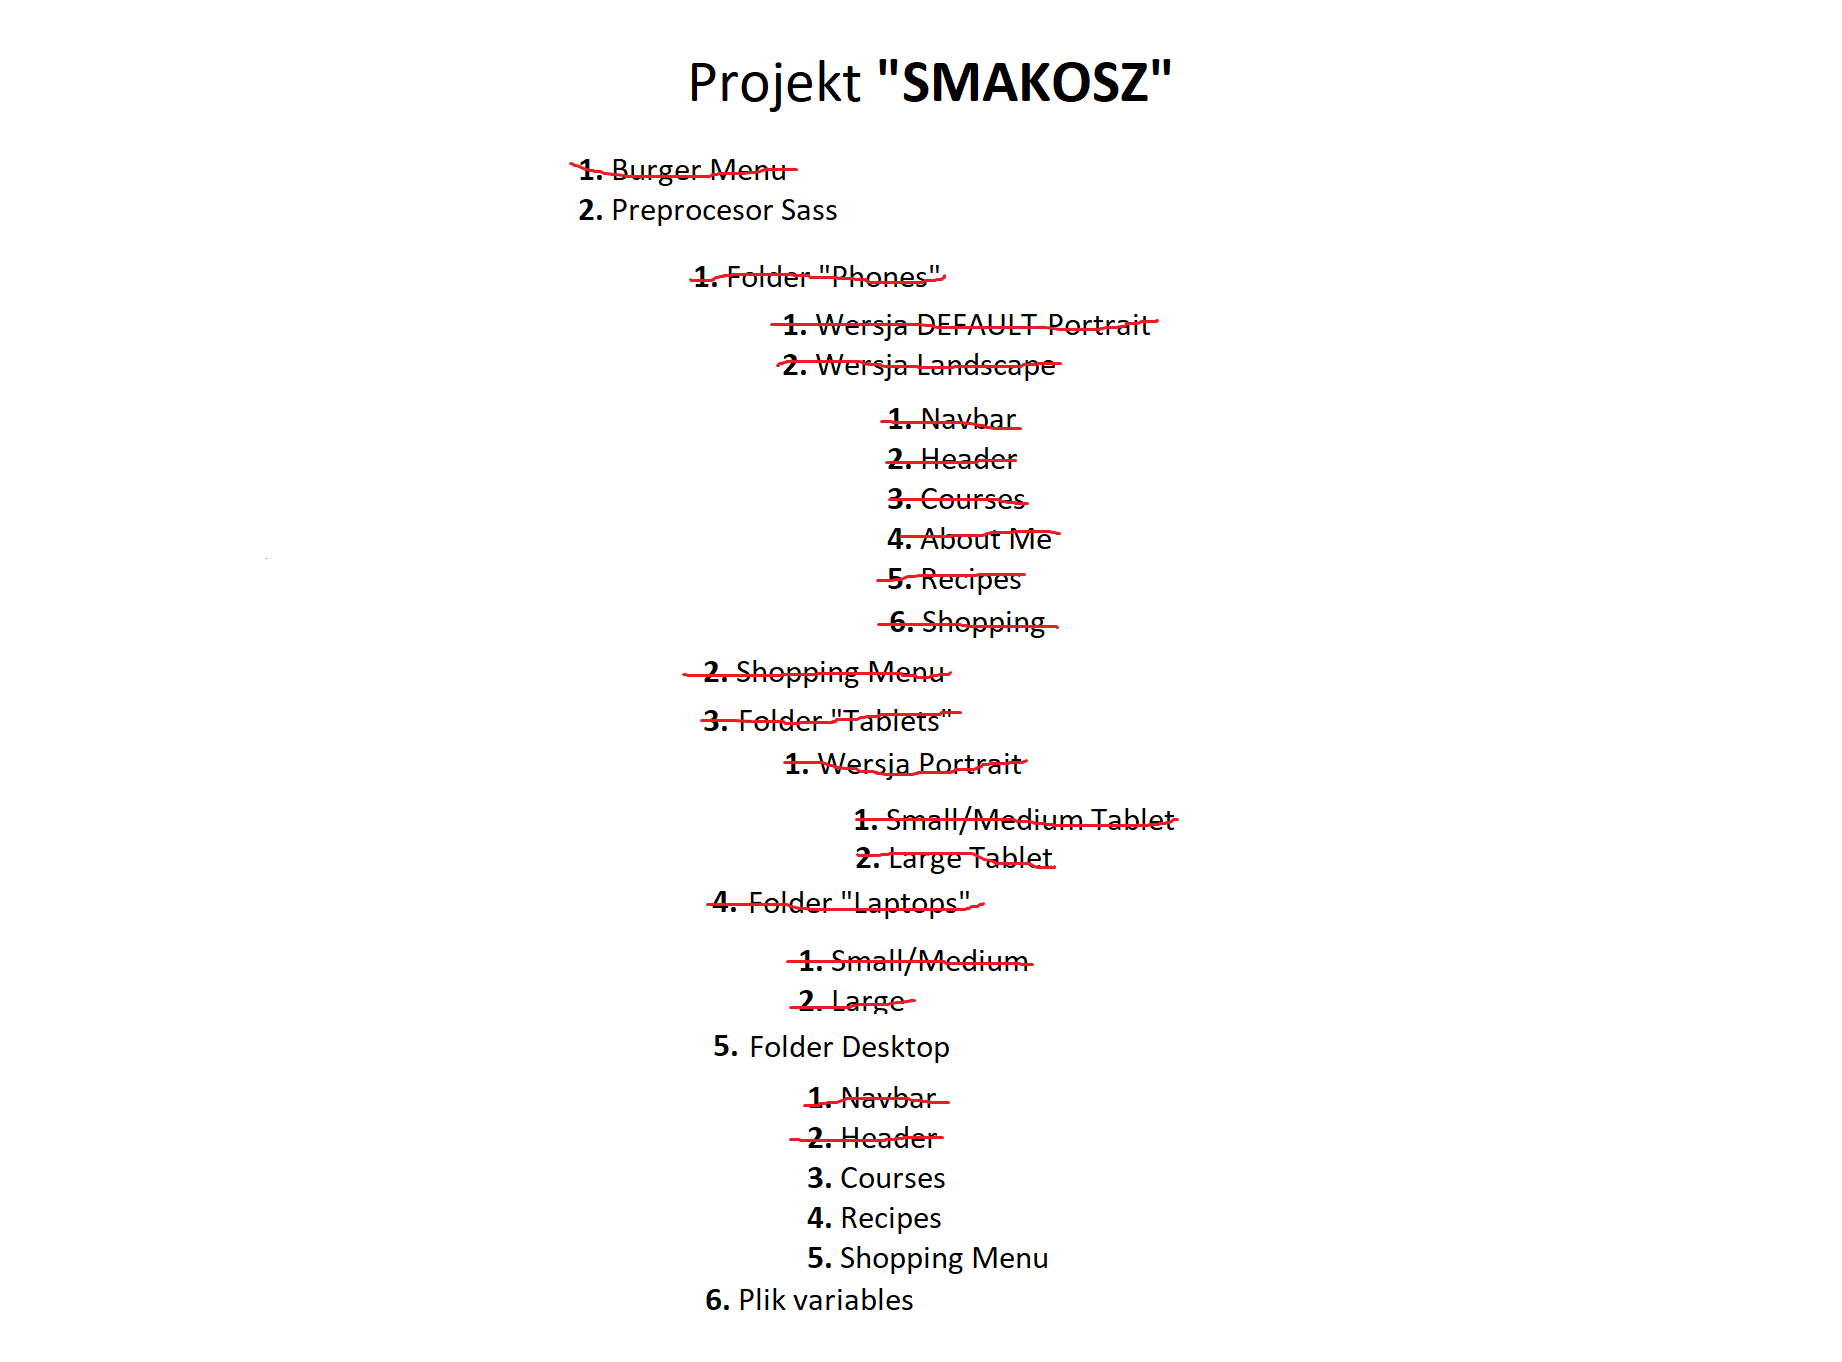 Projekt "SMAKOSZ"
1. Burger Menu
2. Preprocesor Sass
1. Folder "Phones"
1. Wersja DEFAULT Portrait
2. Wersja Landscape
1. Navbar
2. Header
3. Courses
4. About Me
5. Recipes
6. Shopping
2. Shopping Menu
3. Folder "Tablets"
1. Wersja Portrait
1. Small/Medium Tablet
2. Large Tablet
4. Folder "Laptops"
1. Small/Medium
2. Large
5. Folder Desktop
1. Navbar
2. Header
3. Courses
4. Recipes
5. Shopping Menu
6. Plik variables